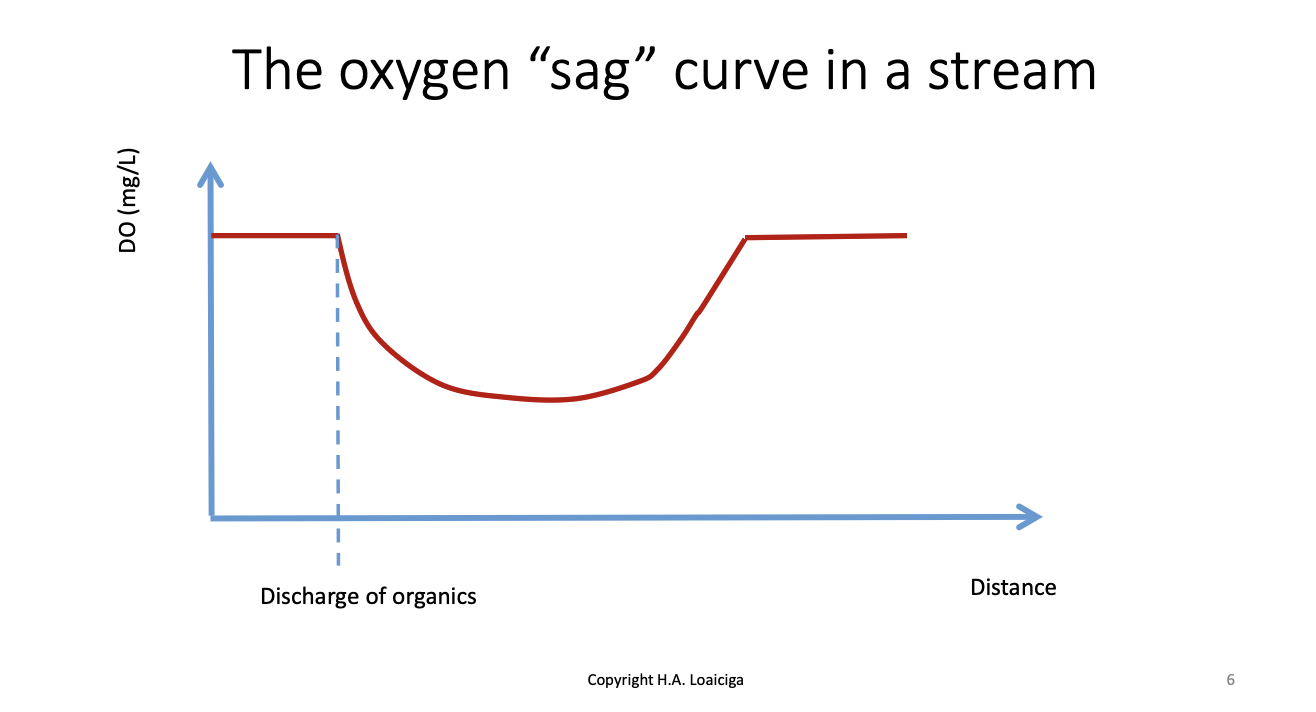 The oxygen “sag” curve in a stream
DO (mg/L)
Discharge of organics
Distance
Copyright H.A. Loaiciga
6